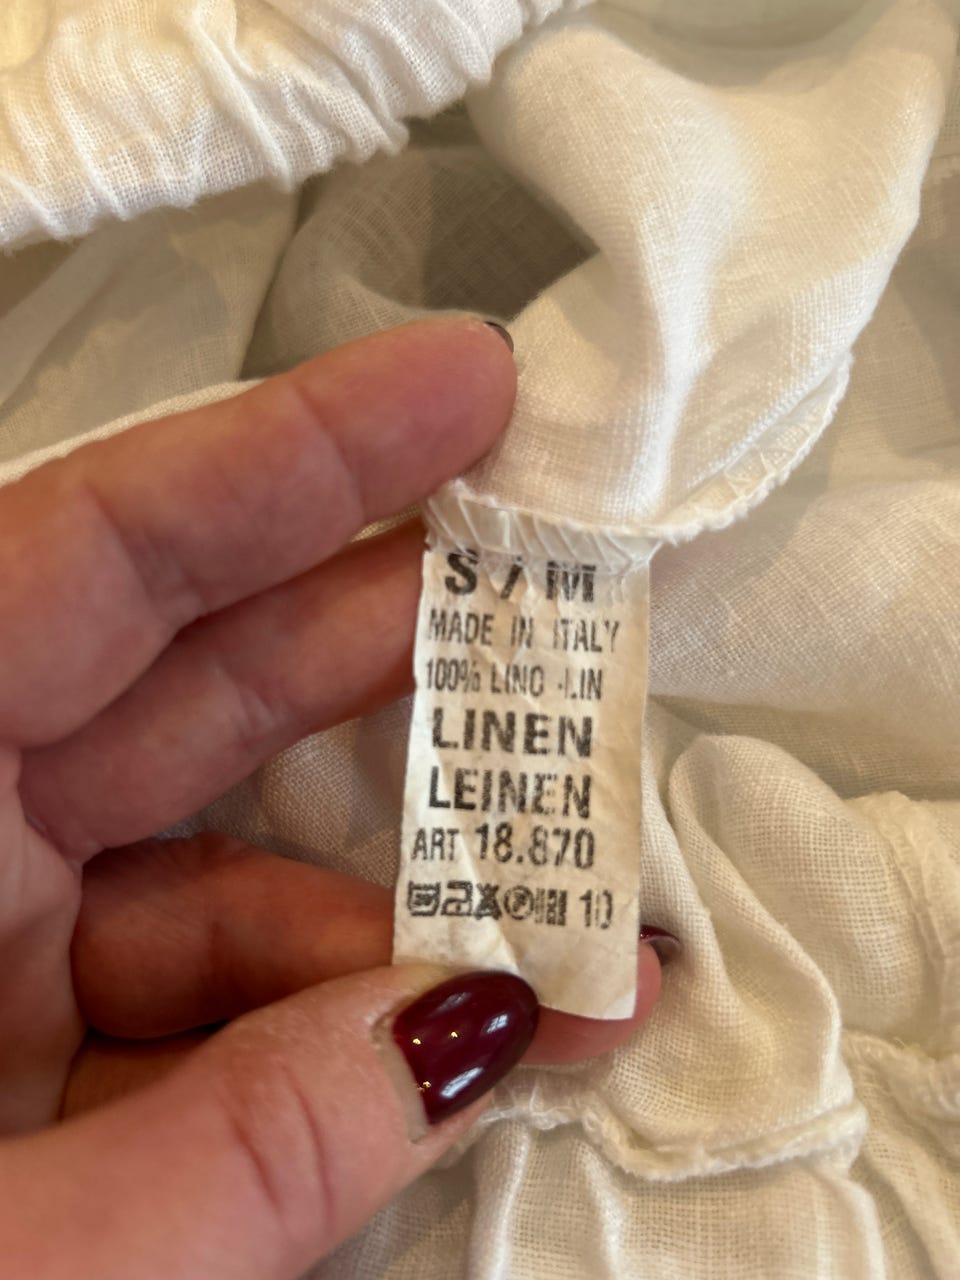 S / M
MADE IN ITALY
100% LINO - LIN
LINEN
LEINEN
ART 18.870
10